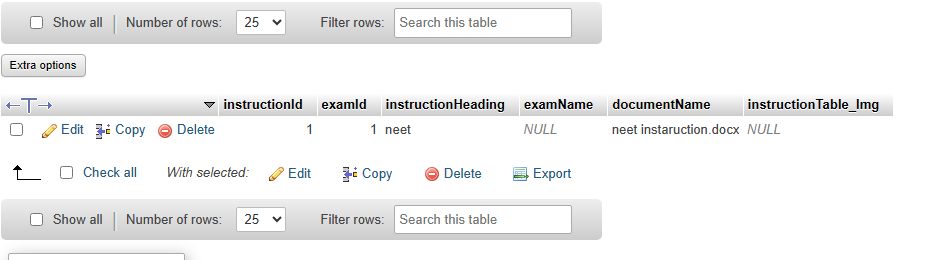 Show all Number of rows: 25 Filter rows: Search this table
Extra options
instructionId examId instructionHeading examName documentName instructionTable_Img
Edit Copy Delete 1 1 neet NULL neet instaruction.docx NULL
Check all With selected: Edit Copy Delete Export
Show all Number of rows: 25 Filter rows: Search this table